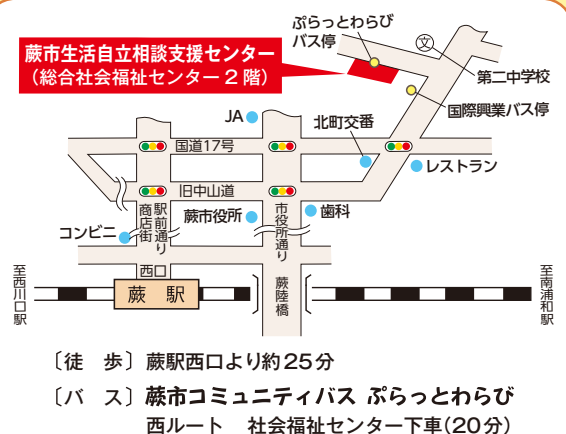 ぷらっとわらび
バス停
蕨市生活自立相談支援センター
(総合社会福祉センター2階)
文
第二中学校
国際興業バス停
JA
北町交番
国道17号
レストラン
旧中山道
駅前通り
商店街
蕨市役所
市役所通り
歯科
コンビニ
西口
至西川口駅
蕨 駅
蕨陸橋
至南浦和駅
〔徒 歩〕蕨駅西口より約25分
〔バ ス〕蕨市コミュニティバス ぷらっとわらび
西ルート 社会福祉センター下車(20分)